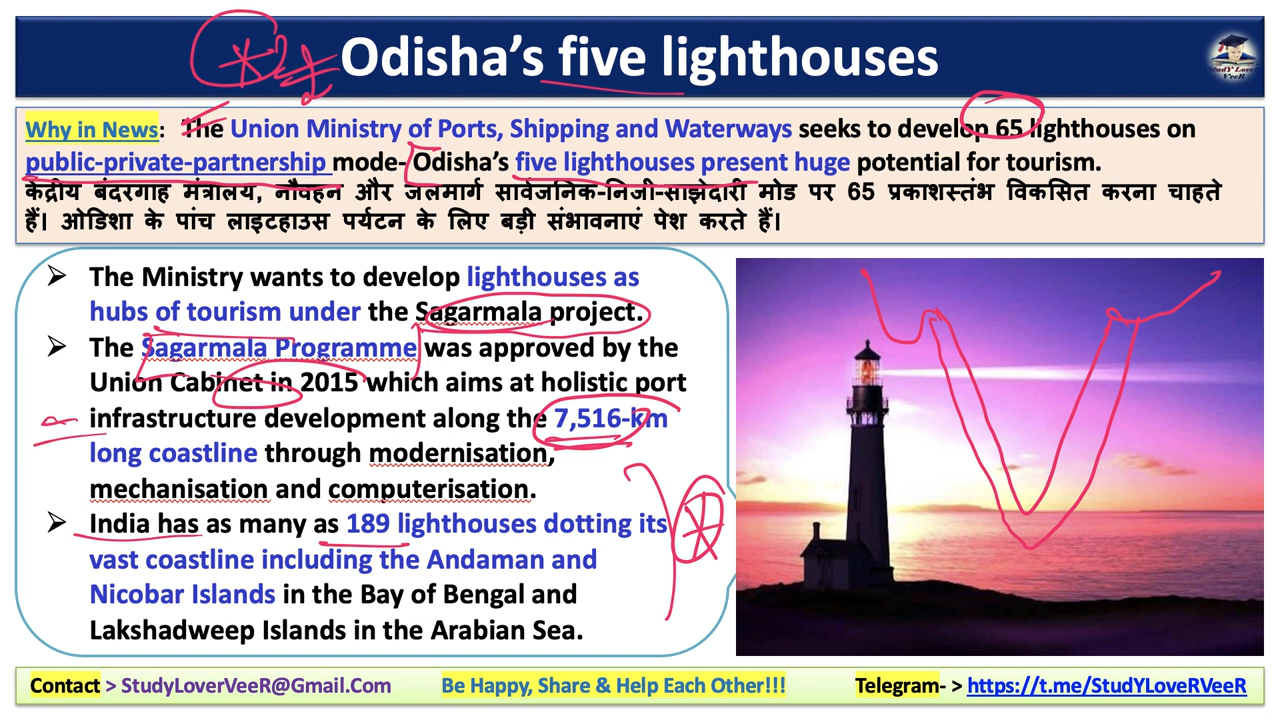 Odisha's five lighthouses
StudY Lover
VeeR
Why in News: The Union Ministry of Ports, Shipping and Waterways seeks to develop 65 lighthouses on
public-private-partnership mode- Odisha's five lighthouses present huge potential for tourism.
केंद्रीय बंदरगाह मंत्रालय, नौवहन और जलमार्ग सार्वजनिक-निजी-साझेदारी मोड पर 65 प्रकाशस्तंभ विकसित करना चाहते
हैं। ओडिशा के पांच लाइटहाउस पर्यटन के लिए बड़ी संभावनाएं पेश करते हैं।
➢ The Ministry wants to develop lighthouses as
hubs of tourism under the Sagarmala project.
➢ The Sagarmala Programme was approved by the
Union Cabinet in 2015 which aims at holistic port
infrastructure development along the 7,516-km
long coastline through modernisation,
mechanisation and computerisation.
➢ India has as many as 189 lighthouses dotting its
vast coastline including the Andaman and
Nicobar Islands in the Bay of Bengal and
Lakshadweep Islands in the Arabian Sea.
Contact > StudyLoverVeeR@Gmail.Com Be Happy, Share & Help Each Other!!! Telegram- > https://t.me/StudYLoveRVeeR